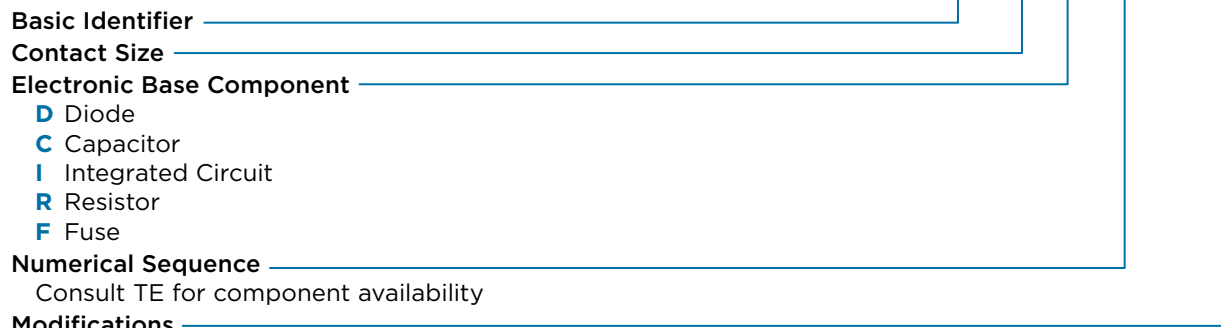 Basic Identifier
Contact Size
Electronic Base Component
D Diode
C Capacitor
I Integrated Circuit
R Resistor
F Fuse
Numerical Sequence
Consult TE for component availability
Modifications